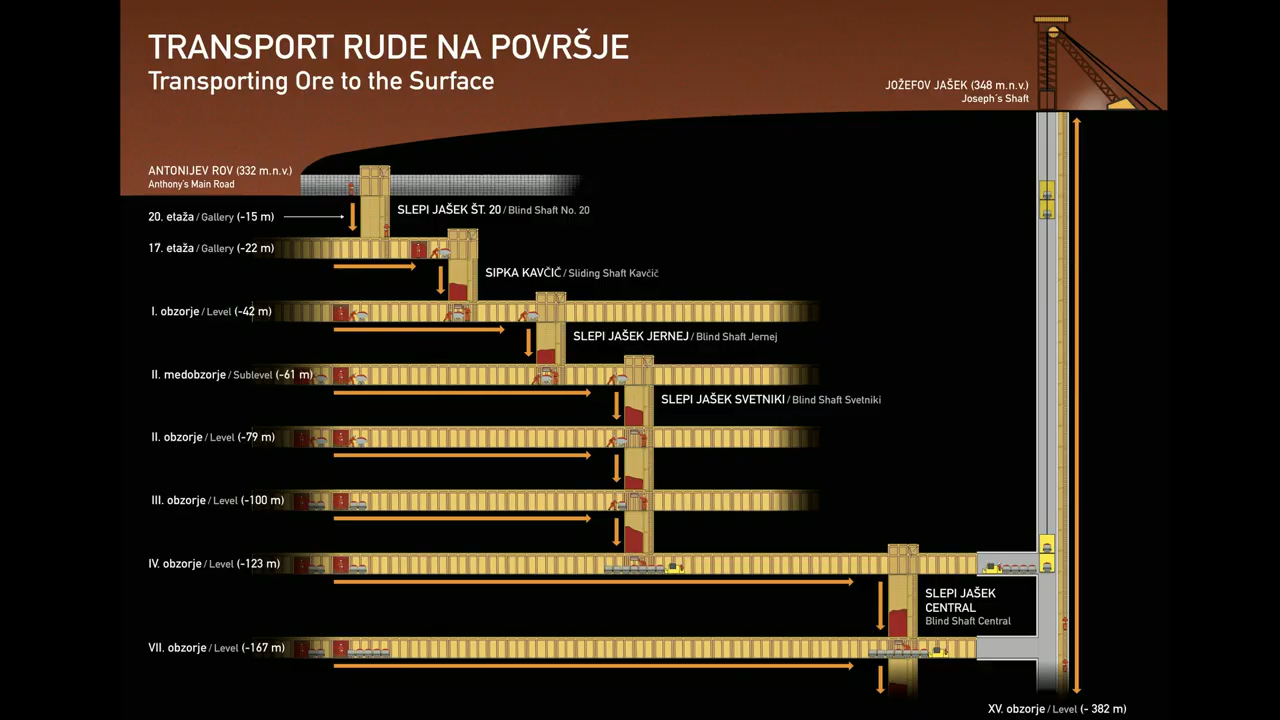 TRANSPORT RUDE NA POVRŠJE
Transporting Ore to the Surface
JOŽEFOV JAŠEK (348 m.n.v.)
Joseph´s Shaft
ANTONIJEV ROV (332 m.n.v.)
Anthony's Main Road
20. etaža / Gallery (-15 m)
SLEPI JAŠEK ŠT. 20 / Blind Shaft No. 20
17. etaža / Gallery (-22 m)
SIPKA KAVČIČ / Sliding Shaft Kavčič
I. obzorje / Level (-42 m)
SLEPI JAŠEK JERNEJ / Blind Shaft Jernej
II. medobzorje / Sublevel (-61 m)
SLEPI JAŠEK SVETNIKI / Blind Shaft Svetniki
II. obzorje / Level (-79 m)
III. obzorje / Level (-100 m)
IV. obzorje / Level (-123 m)
SLEPI JAŠEK
CENTRAL
Blind Shaft Central
VII. obzorje / Level (-167 m)
XV. obzorje / Level (- 382 m)